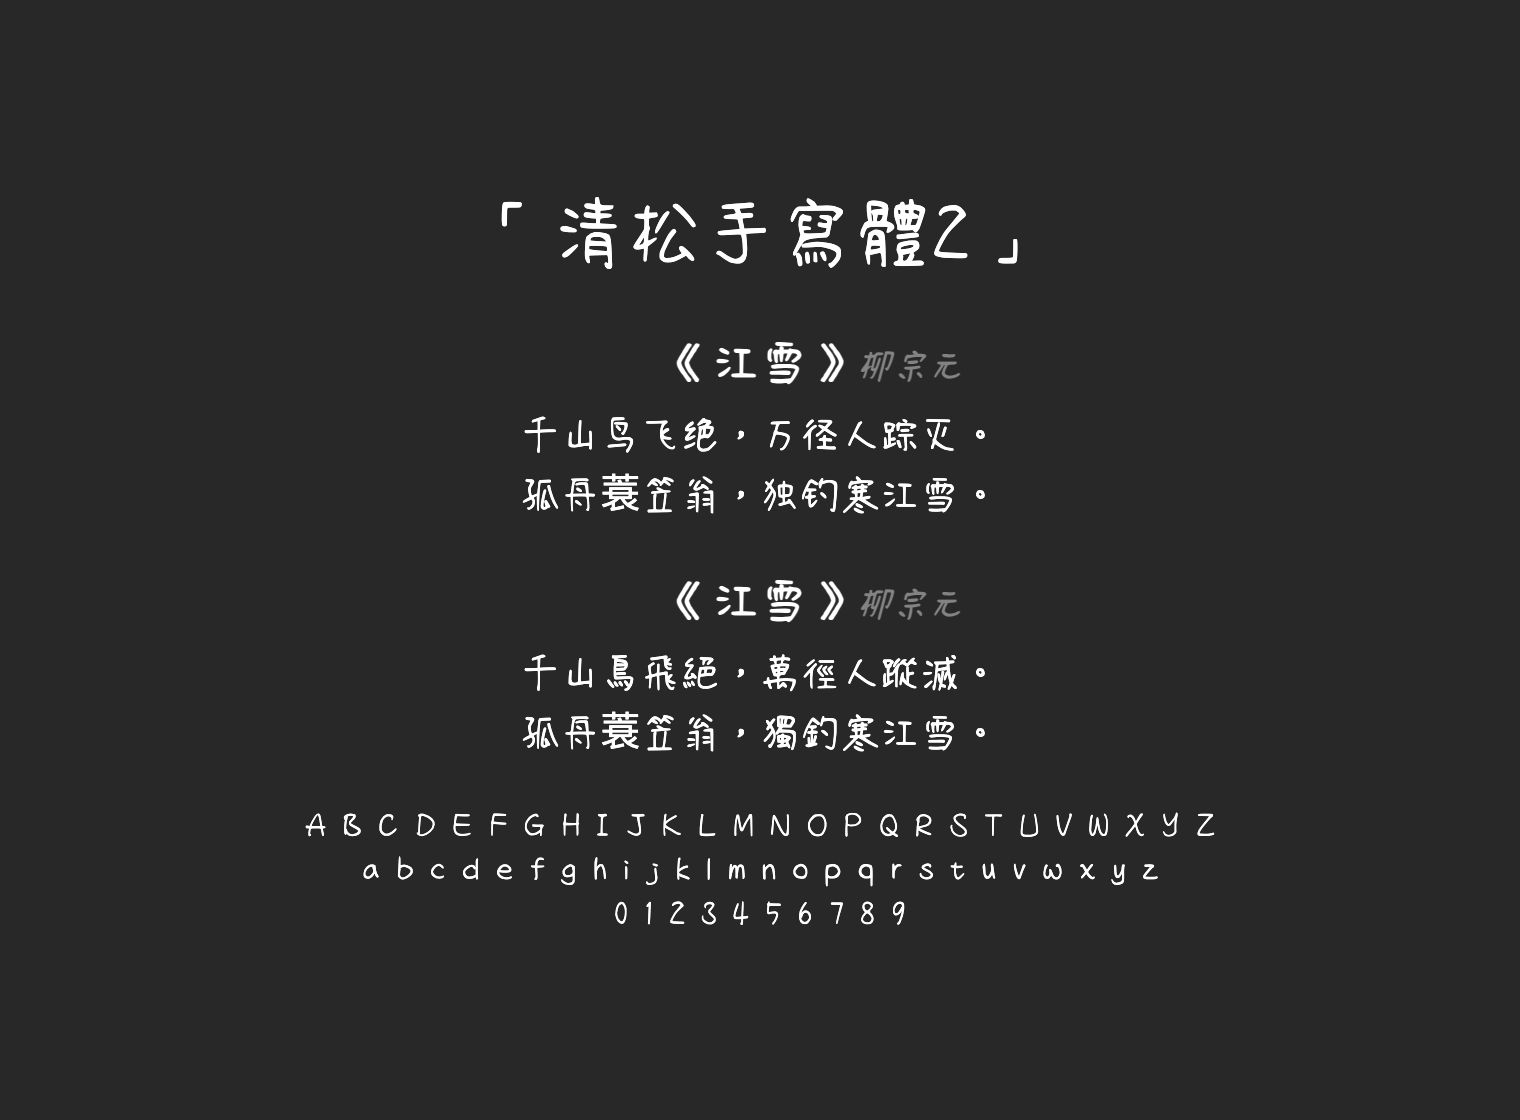 「清松手寫體2」
《江雪》柳宗元
千山鸟飞绝，万径人踪灭。
孤舟蓑笠翁，独钓寒江雪。
《江雪》柳宗元
千山鳥飛絕，萬徑人蹤滅。
孤舟蓑笠翁，獨釣寒江雪。
A B C D E F G H I J K L M N O P Q R S T U V W X Y Z
a b c d e f g h i j k l m n o p q r s t u v w x y z
0 1 2 3 4 5 6 7 8 9